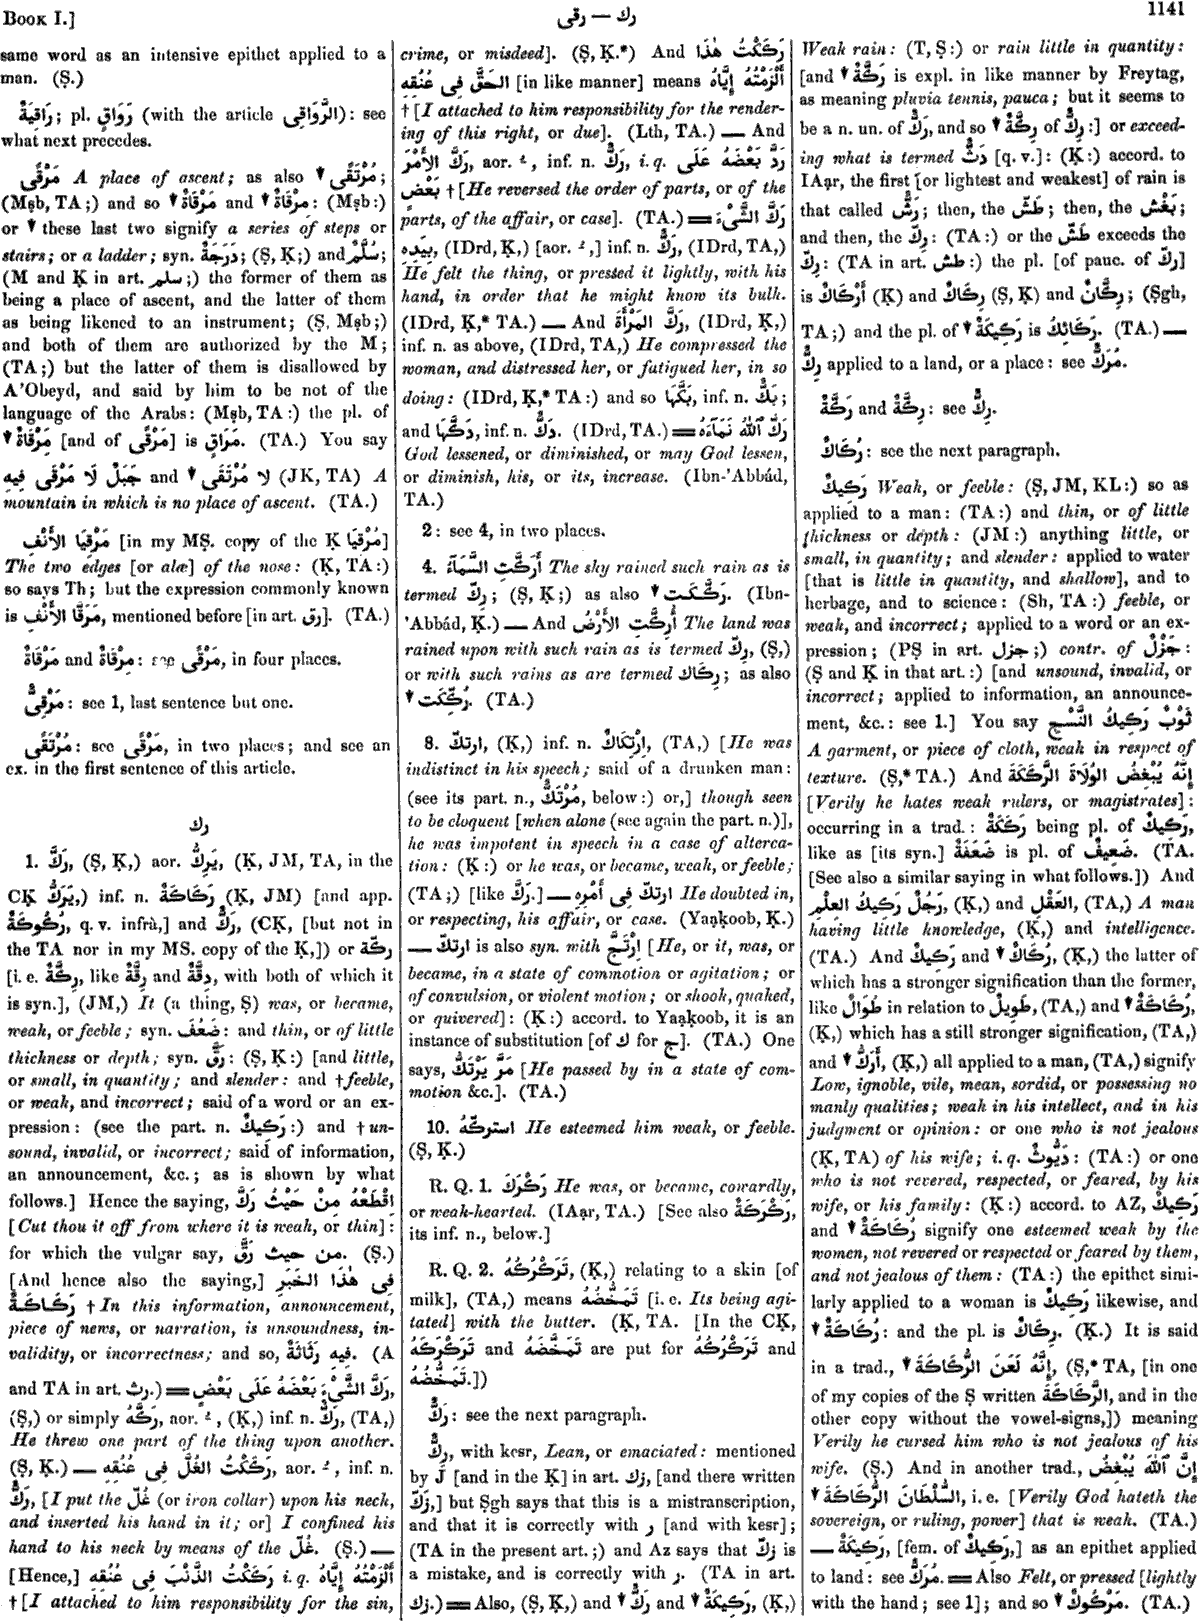 BOOK I.]
رقى — رك
1141
same word as an intensive epithet applied to a
man. (Ṣ.)
رَاقِيَةٌ; pl. رَوَاقٍ (with the article الرَّوَاقِى): see
what next precedes.
مَرْقًى A place of ascent; as also ▼ مُرْتَقًى;
(Mṣb, TA;) and so ▼ مَرْقَاةٌ and ▼ مِرْقَاةٌ: (Mṣb:)
or ▼ these last two signify a series of steps or
stairs; or a ladder; syn. دَرَجَةٌ; (Ṣ, Ḳ;) and سُلَّمٌ;
(M and Ḳ in art. سلم;) the former of them as
being a place of ascent, and the latter of them
as being likened to an instrument; (Ṣ, Mṣb;)
and both of them are authorized by the M;
(TA;) but the latter of them is disallowed by
A'Obeyd, and said by him to be not of the
language of the Arabs: (Mṣb, TA:) the pl. of
▼ مَرْقَاةٌ [and of مَرْقًى] is مَرَاقٍ. (TA.) You say
جَبَلٌ لَا مَرْقَى فِيهِ and ▼ لا مُرْتَقَى (JK, TA) A
mountain in which is no place of ascent. (TA.)
مَرْقِيَا الأَنْفِ [in my MṢ. copy of the Ḳ مُرْقِيَا]
The two edges [or alæ] of the nose: (Ḳ, TA:)
so says Th; but the expression commonly known
is مَرَقَّا الأَنْفِ, mentioned before [in art. رق]. (TA.)
مَرْقَاةٌ and مِرْقَاةٌ: see مَرْقًى, in four places.
مَرْقِىٌّ: see 1, last sentence but one.
مُرْتَقًى: see مَرْقًى, in two places; and see an
ex. in the first sentence of this article.
رك
1. رَكَّ, (Ṣ, Ḳ,) aor. يَرِكُّ, (Ḳ, JM, TA, in the
CḲ يَرَكُّ,) inf. n. رَكَاكَةٌ (Ḳ, JM) [and app.
رُكُوكَةٌ, q. v. infrà,] and رَكٌّ, (CḲ, [but not in
the TA nor in my MS. copy of the Ḳ,]) or رِكّة
[i. e. رِكَّةٌ, like رِقَّةٌ and دِقَّةٌ, with both of which it
is syn.], (JM,) It (a thing, Ṣ) was, or became,
weak, or feeble; syn. ضَعُفَ: and thin, or of little
thickness or depth; syn. رَقَّ: (Ṣ, Ḳ:) [and little,
or small, in quantity; and slender: and † feeble,
or weak, and incorrect; said of a word or an ex-
pression: (see the part. n. رَكِيكٌ:) and † un-
sound, invalid, or incorrect; said of information,
an announcement, &c.; as is shown by what
follows.] Hence the saying, اقْطَعْهُ مِنْ حَيْثُ رَكَّ
[Cut thou it off from where it is weak, or thin]:
for which the vulgar say, من حيث رَقَّ. (Ṣ.)
[And hence also the saying,] فِى هٰذَا الخَبَرِ
رَكَاكَةٌ † In this information, announcement,
piece of news, or narration, is unsoundness, in-
validity, or incorrectness; and so, فِيهِ رَثَاثَةٌ. (A
and TA in art. رث.) ══ رَكَّ الشَّىْءَ بَعْضَهُ عَلَى بَعْضٍ,
(Ṣ,) or simply رَكَّهُ, aor. ـُ , (Ḳ,) inf. n. رَكٌّ, (TA,)
He threw one part of the thing upon another.
(Ṣ, Ḳ.) — رَكَكْتُ الغُلَّ فِى عُنُقِهِ, aor. ـُ , inf. n.
رَكٌّ, [I put the غُلّ (or iron collar) upon his neck,
and inserted his hand in it; or] I confined his
hand to his neck by means of the غُلّ. (Ṣ.) —
[Hence,] رَكَكْتُ الذَّنْبَ فِى عُنُقِهِ i. q. أَلْزَمْتُهُ إِيَّاهُ
† [I attached to him responsibility for the sin,
crime, or misdeed]. (Ṣ, Ḳ.*) And رَكَكْتُ هٰذَا
الحَقَّ فِى عُنُقِهِ [in like manner] means أَلْزَمْتُهُ إِيَّاهُ
† [I attached to him responsibility for the render-
ing of this right, or due]. (Lth, TA.) — And
رَكَّ الأَمْرَ, aor. ـُ , inf. n. رَكٌّ, i. q. رَدَّ بَعْضَهُ عَلَى
بَعْضٍ † [He reversed the order of parts, or of the
parts, of the affair, or case]. (TA.) ══ رَكَّ الشَّىْءَ
بِيَدِهِ, (IDrd, Ḳ,) [aor. ـُ ,] inf. n. رَكٌّ, (IDrd, TA,)
He felt the thing, or pressed it lightly, with his
hand, in order that he might know its bulk.
(IDrd, Ḳ,* TA.) — And رَكَّ المَرْأَةَ, (IDrd, Ḳ,)
inf. n. as above, (IDrd, TA,) He compressed the
woman, and distressed her, or fatigued her, in so
doing: (IDrd, Ḳ,* TA:) and so بَكَّهَا, inf. n. بَكٌّ;
and دَكَّهَا, inf. n. دَكٌّ. (IDrd, TA.) ══ رَكَّ ٱللّٰهُ نَمَآءَهُ
God lessened, or diminished, or may God lessen,
or diminish, his, or its, increase. (Ibn-'Abbád,
TA.)
2: see 4, in two places.
4. أَرَكَّتِ السَّمَآءُ The sky rained such rain as is
termed رِكّ; (Ṣ, Ḳ;) as also ▼ رَكَّكَت. (Ibn-
'Abbád, Ḳ.) — And أُرِكَّتِ الأَرْضُ The land was
rained upon with such rain as is termed رِكّ, (Ṣ,)
or with such rains as are termed رِكَاك; as also
▼ رُكِّكَت. (TA.)
8. ارتكّ, (Ḳ,) inf. n. اِرْتِكَاكٌ, (TA,) [He was
indistinct in his speech; said of a drunken man:
(see its part. n., مُرْتَكٌّ, below:) or,] though seen
to be eloquent [when alone (see again the part. n.)],
he was impotent in speech in a case of alterca-
tion: (Ḳ:) or he was, or became, weak, or feeble;
(TA;) [like رَكَّ.] — ارتكّ فِى أَمْرِهِ He doubted in,
or respecting, his affair, or case. (Yaạḳoob, Ḳ.)
— ارتكّ is also syn. with اِرْتَجَّ [He, or it, was, or
became, in a state of commotion or agitation; or
of convulsion, or violent motion; or shook, quaked,
or quivered]: (Ḳ:) accord. to Yaạḳoob, it is an
instance of substitution [of ك for ج]. (TA.) One
says, مَرَّ يَرْتَكُّ [He passed by in a state of com-
motion &c.]. (TA.)
10. استركّهُ He esteemed him weak, or feeble.
(Ṣ, Ḳ.)
R. Q. 1. رَكْرَكَ He was, or became, cowardly,
or weak-hearted. (IAạr, TA.) [See also رَكْرَكَةٌ,
its inf. n., below.]
R. Q. 2. تَرَكْرُكُهُ, (Ḳ,) relating to a skin [of
milk], (TA,) means تَمَخُّضُهُ [i. e. Its being agi-
tated] with the butter. (Ḳ, TA. [In the CḲ,
تَرَكْرَكَهُ and تَمَخَّضَهُ are put for تَرَكْرُكُهُ and
تَمَخُّضُهُ.])
رَكٌّ: see the next paragraph.
رِكٌّ, with kesr, Lean, or emaciated: mentioned
by J [and in the Ḳ] in art. زك, [and there written
زِكّ,] but Ṣgh says that this is a mistranscription,
and that it is correctly with ر [and with kesr];
(TA in the present art.;) and Az says that زكّ is
a mistake, and is correctly with ر. (TA in art.
زك.) ══ Also, (Ṣ, Ḳ,) and ▼ رَكٌّ and ▼ رَكِيكَةٌ, (Ḳ,)
Weak rain: (T, Ṣ:) or rain little in quantity:
[and ▼ رَكَّةٌ is expl. in like manner by Freytag,
as meaning pluvia tenuis, pauca; but it seems to
be a n. un. of رَكٌّ, and so ▼ رِكَّةٌ of رِكٌّ:] or exceed-
ing what is termed دَثّ [q. v.]: (Ḳ:) accord. to
IAạr, the first [or lightest and weakest] of rain is
that called رَشّ; then, the طَشّ; then, the بَغْش;
and then, the رِكّ: (TA:) or the طَشّ exceeds the
رِكّ: (TA in art. طش:) the pl. [of pauc. of رِكّ]
is أَرْكَاكٌ (Ḳ) and رِكَاكٌ (Ṣ, Ḳ) and رِكَّانٌ; (Ṣgh,
TA;) and the pl. of ▼ رَكِيكَةٌ is رَكَائِكُ. (TA.) —
رِكٌّ applied to a land, or a place: see مُرَكٌّ.
رَكَّةٌ and رِكَّةٌ: see رِكٌّ.
رُكَاكٌ: see the next paragraph.
رَكِيكٌ Weak, or feeble: (Ṣ, JM, KL:) so as
applied to a man: (TA:) and thin, or of little
thickness or depth: (JM:) anything little, or
small, in quantity; and slender: applied to water
[that is little in quantity, and shallow], and to
herbage, and to science: (Sh, TA:) feeble, or
weak, and incorrect; applied to a word or an ex-
pression; (PṢ in art. جزل;) contr. of جَزْلٌ:
(Ṣ and Ḳ in that art.:) [and unsound, invalid, or
incorrect; applied to information, an announce-
ment, &c.: see 1.] You say ثَوْبٌ رَكِيكُ النَّسْجِ
A garment, or piece of cloth, weak in respect of
texture. (Ṣ,* TA.) And إِنَّهُ يُبْغِضُ الوُلَاةَ الرَّكَكَةَ
[Verily he hates weak rulers, or magistrates]:
occurring in a trad.: رَكَكَةٌ being pl. of رَكِيكٌ,
like as [its syn.] ضَعَفَةٌ is pl. of ضَعِيفٌ. (TA.
[See also a similar saying in what follows.]) And
رَجُلٌ رَكِيكُ العِلْمِ, (Ḳ,) and العَقْلِ, (TA,) A man
having little knowledge, (Ḳ,) and intelligence.
(TA.) And رَكِيكٌ and ▼ رُكَاكٌ, (Ḳ,) the latter of
which has a stronger signification than the former,
like طُوَالٌ in relation to طَوِيلٌ, (TA,) and ▼ رُكَاكَةٌ,
(Ḳ,) which has a still stronger signification, (TA,)
and ▼ أَرَكُّ, (Ḳ,) all applied to a man, (TA,) signify
Low, ignoble, vile, mean, sordid, or possessing no
manly qualities; weak in his intellect, and in his
judgment or opinion: or one who is not jealous
(Ḳ, TA) of his wife; i. q. دَيُّوثٌ: (TA:) or one
who is not revered, respected, or feared, by his
wife, or his family: (Ḳ:) accord. to AZ, رَكِيكٌ
and ▼ رُكَاكَةٌ signify one esteemed weak by the
women, not revered or respected or feared by them,
and not jealous of them: (TA:) the epithet simi-
larly applied to a woman is رَكِيكٌ likewise, and
▼ رُكَاكَةٌ: and the pl. is رِكَاكٌ. (Ḳ.) It is said
in a trad., ▼ إِنَّهُ لَعَنَ الرُّكَاكَةَ, (Ṣ,* TA, [in one
of my copies of the Ṣ written الرَّكَاكَةَ, and in the
other copy without the vowel-signs,]) meaning
Verily he cursed him who is not jealous of his
wife. (Ṣ.) And in another trad., إِنَّ ٱللّٰهَ يُبْغِضُ
▼ السُّلْطَانَ الرُّكَاكَةَ, i. e. [Verily God hateth the
sovereign, or ruling, power] that is weak. (TA.)
— رَكِيكَةٌ, [fem. of رَكِيكٌ,] as an epithet applied
to land: see مُرَكٌّ. ══ Also Felt, or pressed [lightly
with the hand; see 1]; and so ▼ مَرْكُوكٌ. (TA.)